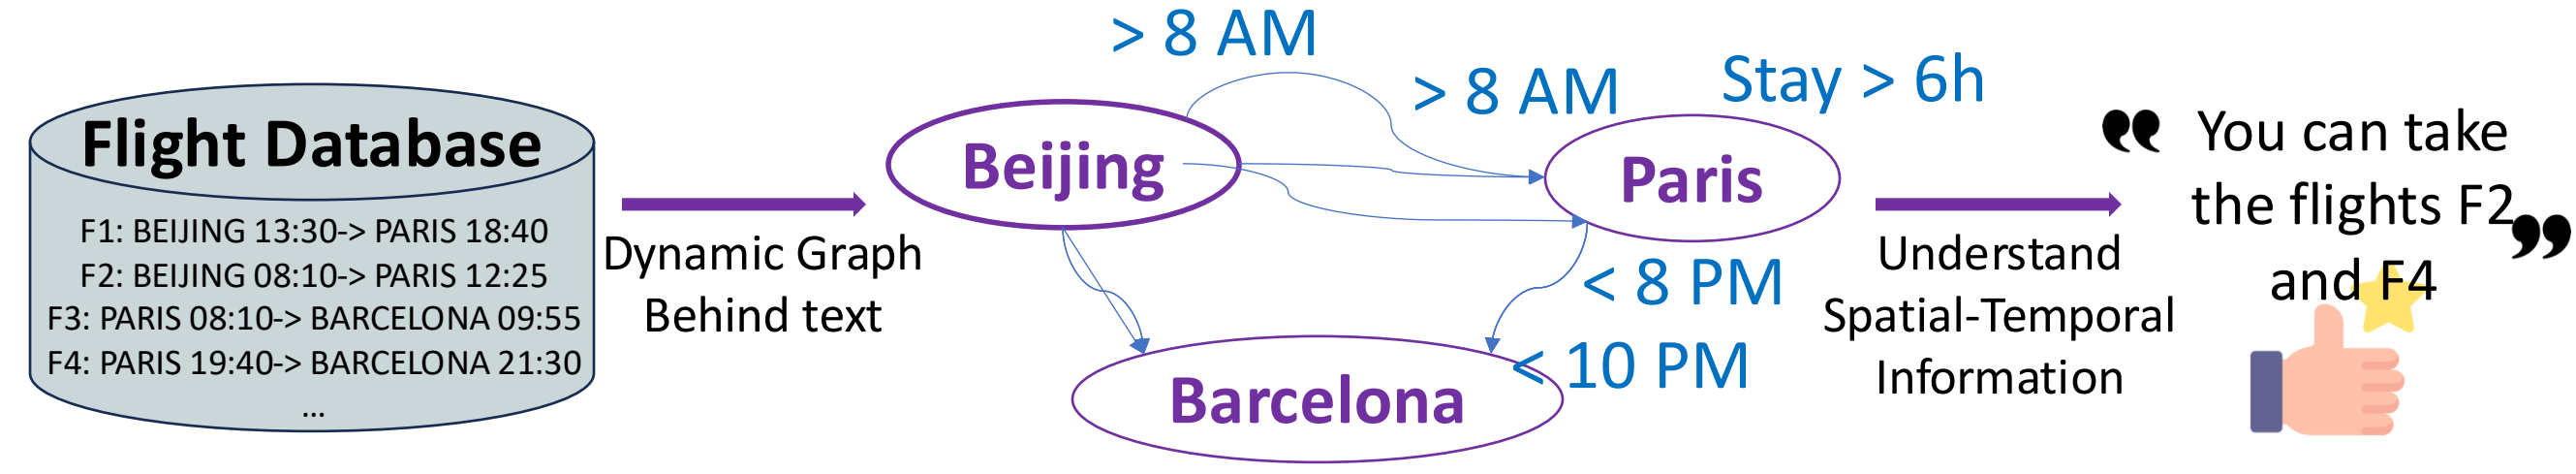 Flight Database
F1: BEIJING 13:30-> PARIS 18:40
F2: BEIJING 08:10-> PARIS 12:25
F3: PARIS 08:10-> BARCELONA 09:55
F4: PARIS 19:40-> BARCELONA 21:30
...
Dynamic Graph
Behind text
> 8 AM
> 8 AM
Stay > 6h
Beijing
Paris
< 8 PM
< 10 PM
Barcelona
Understand
Spatial-Temporal
Information
“ You can take
the flights F2 ”
and F4